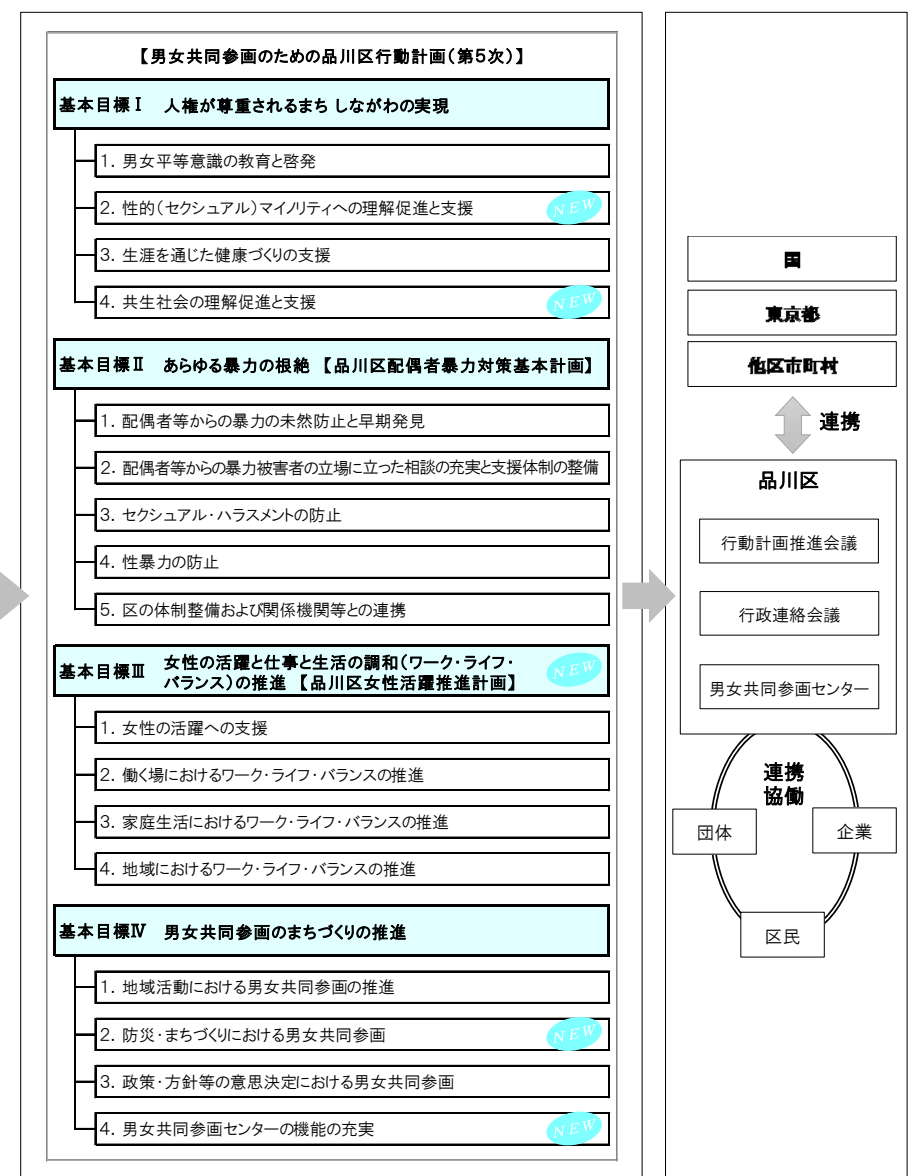 【男女共同参画のための品川区行動計画(第5次)】
基本目標Ⅰ 人権が尊重されるまち しながわの実現
1. 男女平等意識の教育と啓発
2. 性的(セクシュアル)マイノリティへの理解促進と支援 NEW
3. 生涯を通じた健康づくりの支援
4. 共生社会の理解促進と支援 NEW
基本目標Ⅱ あらゆる暴力の根絶 【品川区配偶者暴力対策基本計画】
1. 配偶者等からの暴力の未然防止と早期発見
2. 配偶者等からの暴力被害者の立場に立った相談の充実と支援体制の整備
3. セクシュアル・ハラスメントの防止
4. 性暴力の防止
5. 区の体制整備および関係機関等との連携
基本目標Ⅲ 女性の活躍と仕事と生活の調和(ワーク・ライフ・
バランス)の推進 【品川区女性活躍推進計画】 NEW
1. 女性の活躍への支援
2. 働く場におけるワーク・ライフ・バランスの推進
3. 家庭生活におけるワーク・ライフ・バランスの推進
4. 地域におけるワーク・ライフ・バランスの推進
基本目標Ⅳ 男女共同参画のまちづくりの推進
1. 地域活動における男女共同参画の推進
2. 防災・まちづくりにおける男女共同参画 NEW
3. 政策・方針等の意思決定における男女共同参画
4. 男女共同参画センターの機能の充実 NEW
国
東京都
他区市町村
連携
品川区
行動計画推進会議
行政連絡会議
男女共同参画センター
連携
協働
団体
企業
区民